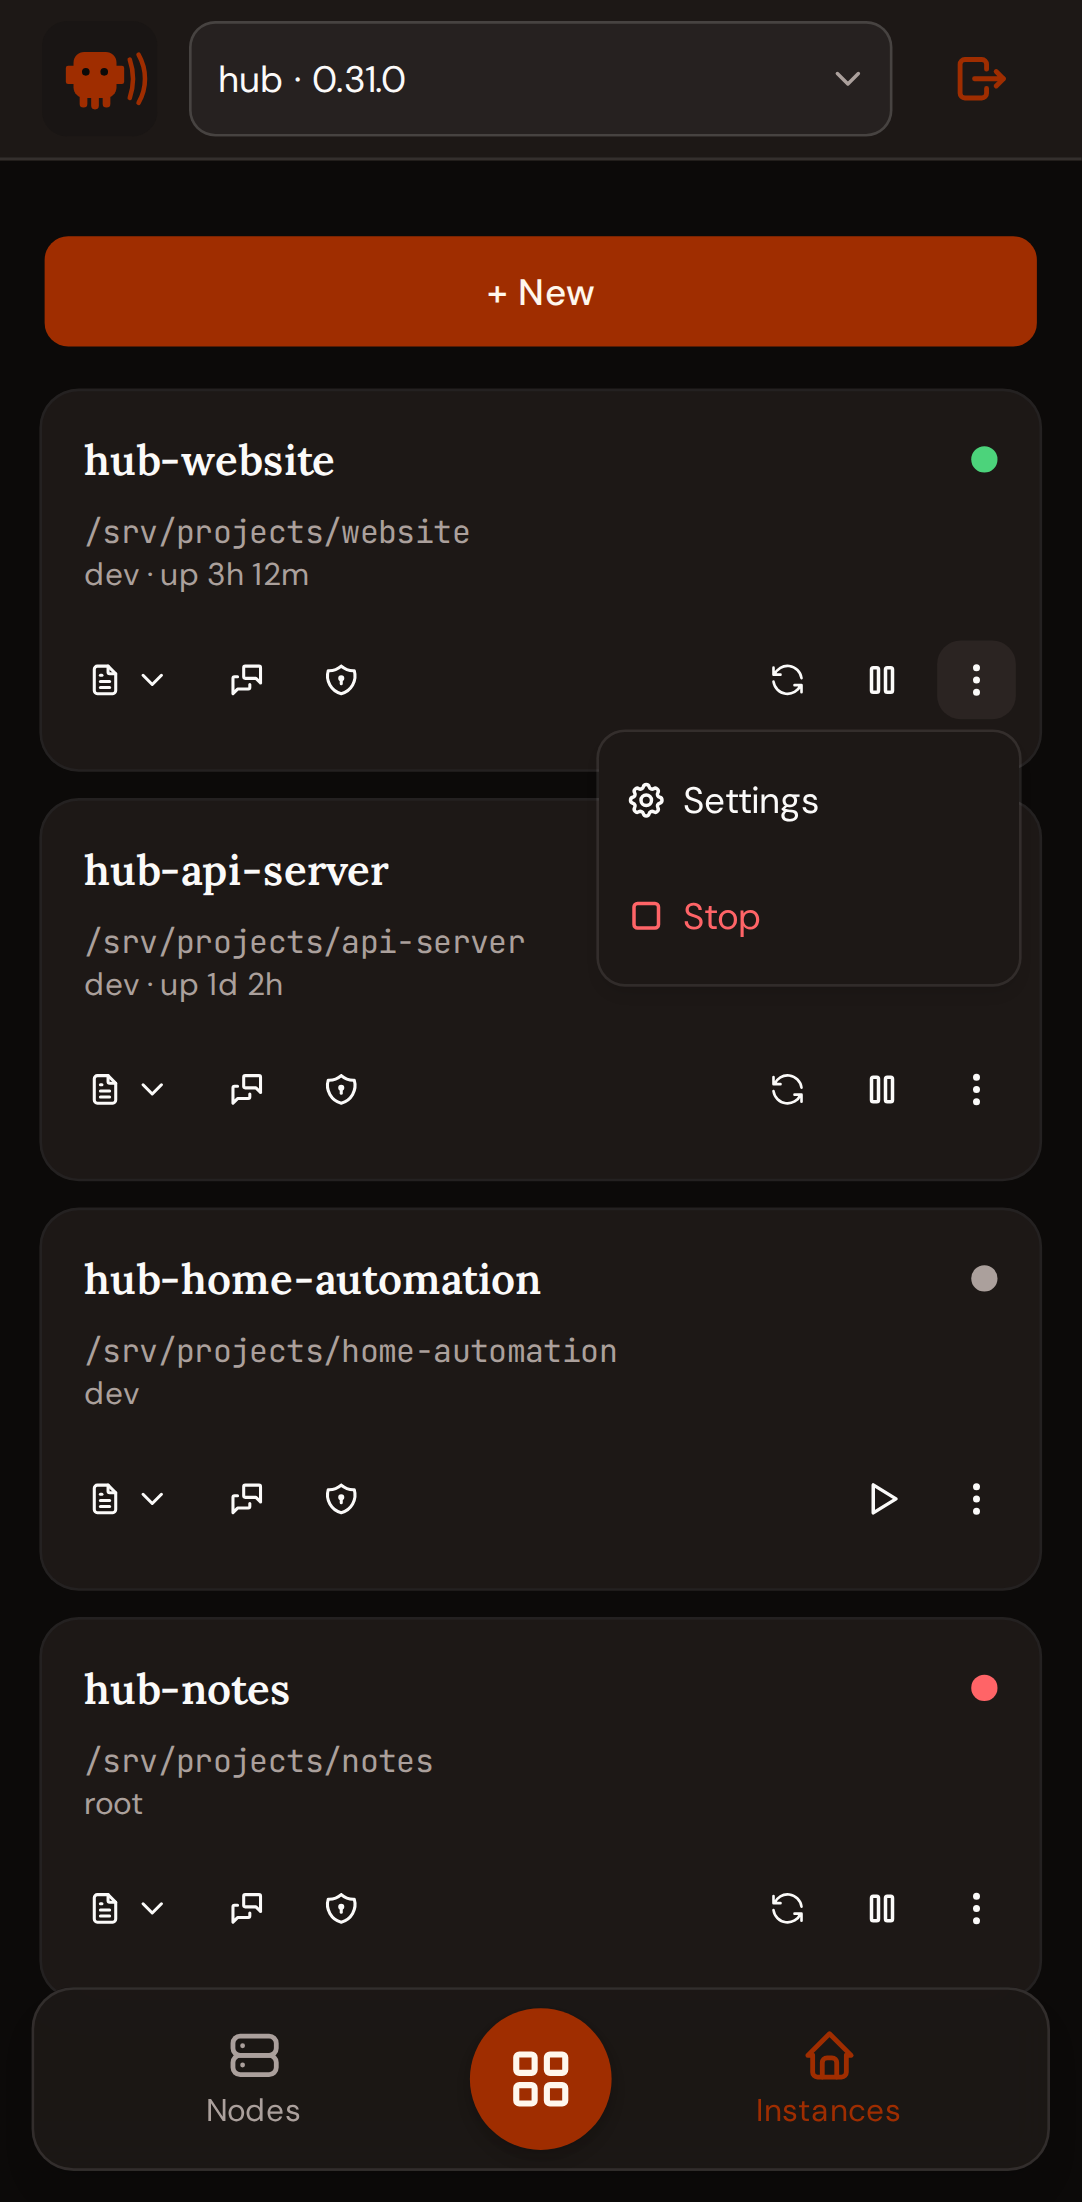 hub · 0.31.0
+ New
hub-website
/srv/projects/website
dev · up 3h 12m
Settings
Stop
hub-api-server
/srv/projects/api-server
dev · up 1d 2h
hub-home-automation
/srv/projects/home-automation
dev
hub-notes
/srv/projects/notes
root
Nodes
Instances